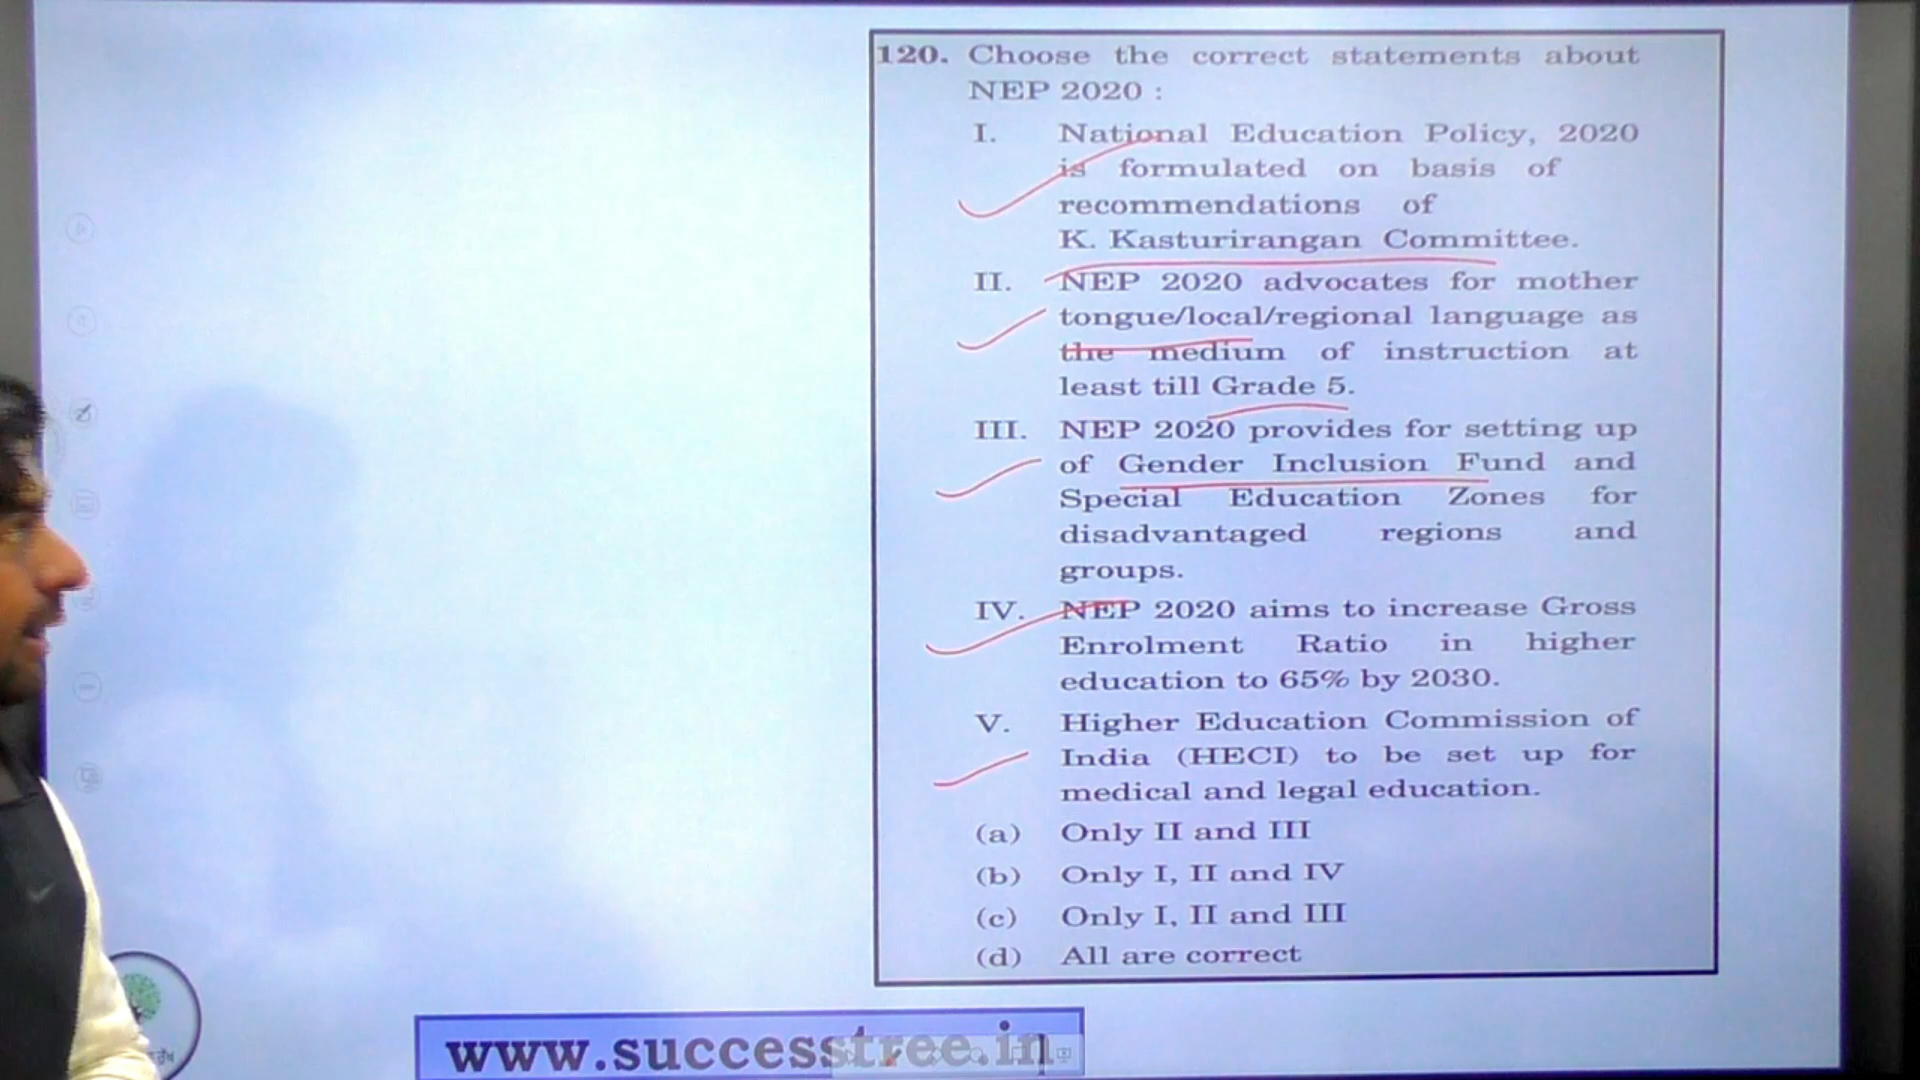 120. Choose the correct statements about
NEP 2020 :
I. National Education Policy, 2020
is formulated on basis of
recommendations of
K. Kasturirangan Committee.
II. NEP 2020 advocates for mother
tongue/local/regional language as
the medium of instruction at
least till Grade 5.
III. NEP 2020 provides for setting up
of Gender Inclusion Fund and
Special Education Zones for
disadvantaged regions and
groups.
IV. NEP 2020 aims to increase Gross
Enrolment Ratio in higher
education to 65% by 2030.
V. Higher Education Commission of
India (HECI) to be set up for
medical and legal education.
(a) Only II and III
(b) Only I, II and IV
(c) Only I, II and III
(d) All are correct
www.successtree.in